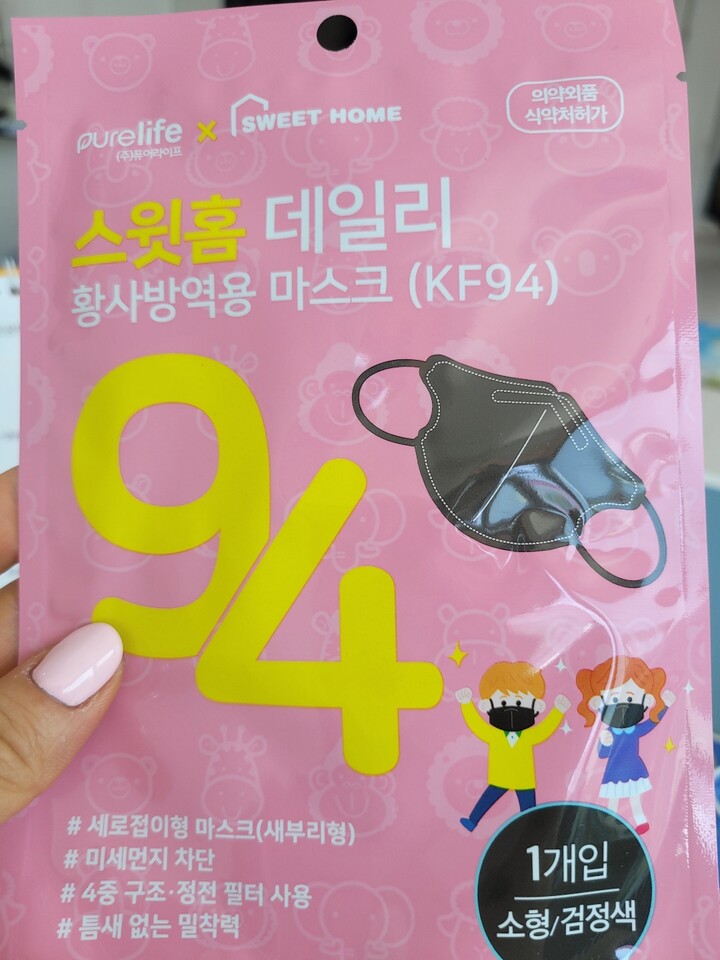 purelife × SWEET HOME
(주)퓨어라이프
의약외품
식약처허가
스윗홈 데일리
황사방역용 마스크 (KF94)
94
# 세로접이형 마스크(새부리형)
# 미세먼지 차단
# 4중 구조·정전 필터 사용
# 틈새 없는 밀착력
1개입
소형/검정색